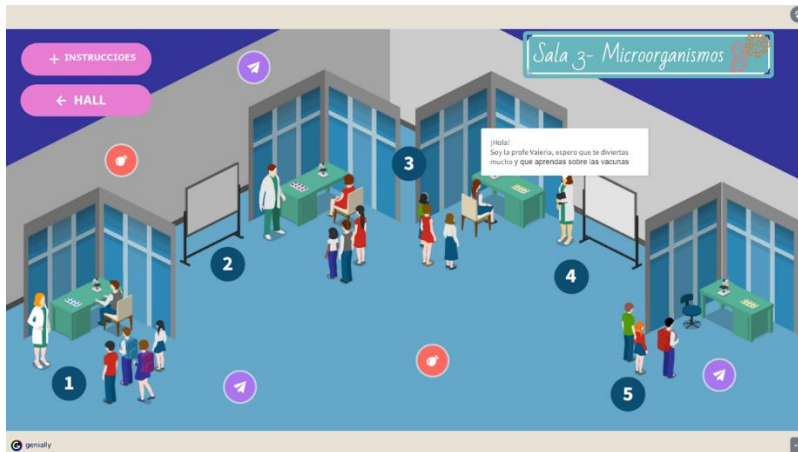 + INSTRUCCIOES
Sala 3- Microorganismos
← HALL
¡Hola!
Soy la profe Valeria, espero que te diviertas
mucho y que aprendas sobre las vacunas
3
2
4
1
5
genially